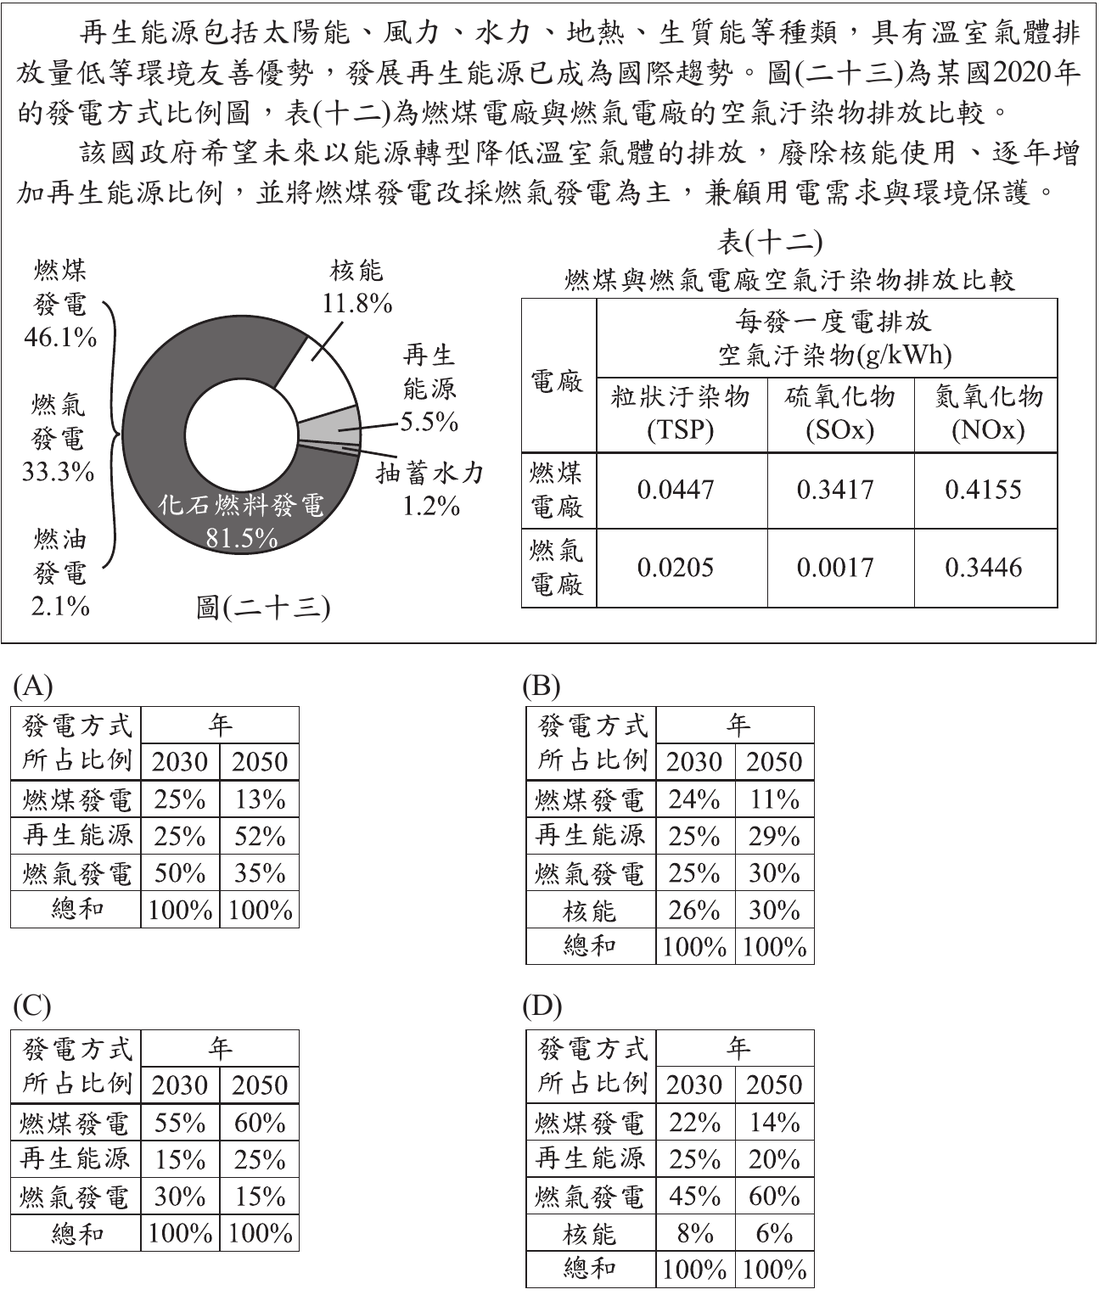 再生能源包括太陽能、風力、水力、地熱、生質能等種類，具有溫室氣體排
放量低等環境友善優勢，發展再生能源已成為國際趨勢。圖(二十三)為某國2020年
的發電方式比例圖，表(十二)為燃煤電廠與燃氣電廠的空氣汙染物排放比較。
該國政府希望未來以能源轉型降低溫室氣體的排放，廢除核能使用、逐年增
加再生能源比例，並將燃煤發電改採燃氣發電為主，兼顧用電需求與環境保護。
燃煤
發電
46.1%
燃氣
發電
33.3%
燃油
發電
2.1%
核能
11.8%
再生
能源
5.5%
抽蓄水力
1.2%
化石燃料發電
81.5%
圖(二十三)
表(十二)
燃煤與燃氣電廠空氣汙染物排放比較
電廠
每發一度電排放
空氣汙染物(g/kWh)
粒狀汙染物 硫氧化物 氮氧化物
(TSP) (SOx) (NOx)
燃煤
電廠
0.0447 0.3417 0.4155
燃氣
電廠
0.0205 0.0017 0.3446
(A)
發電方式 年
所占比例 2030 2050
燃煤發電 25% 13%
再生能源 25% 52%
燃氣發電 50% 35%
總和 100% 100%
(B)
發電方式 年
所占比例 2030 2050
燃煤發電 24% 11%
再生能源 25% 29%
燃氣發電 25% 30%
核能 26% 30%
總和 100% 100%
(C)
發電方式 年
所占比例 2030 2050
燃煤發電 55% 60%
再生能源 15% 25%
燃氣發電 30% 15%
總和 100% 100%
(D)
發電方式 年
所占比例 2030 2050
燃煤發電 22% 14%
再生能源 25% 20%
燃氣發電 45% 60%
核能 8% 6%
總和 100% 100%